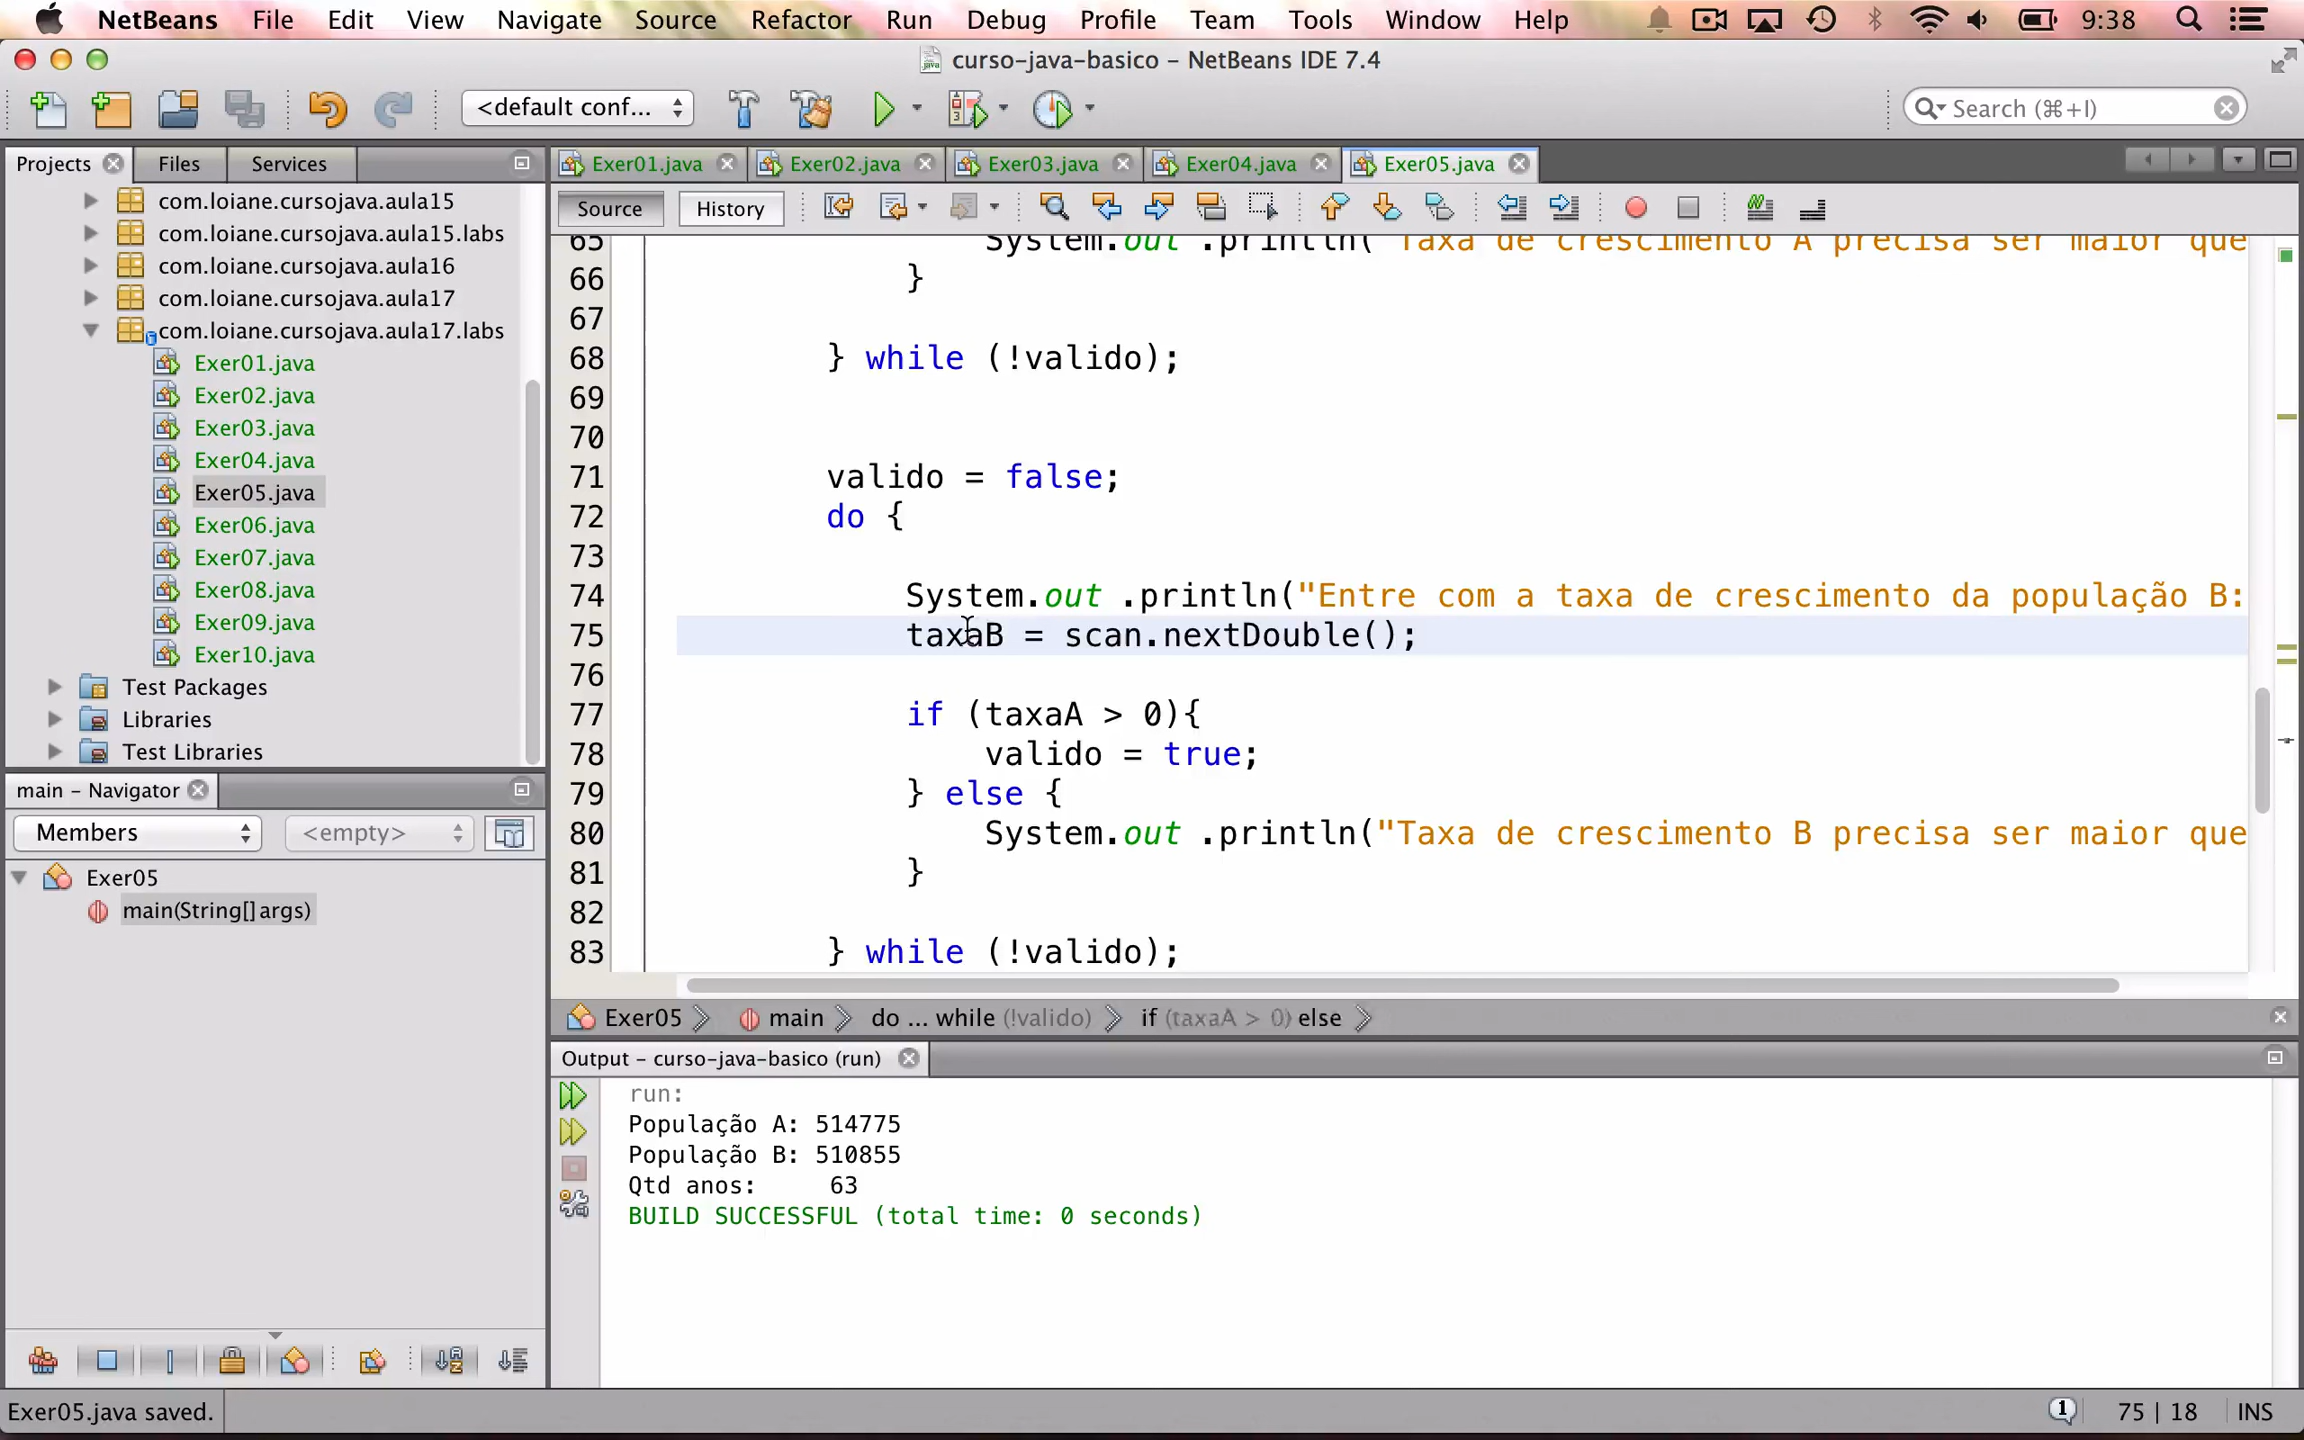 NetBeans File Edit View Navigate Source Refactor Run Debug Profile Team Tools Window Help 9:38
curso-java-basico – NetBeans IDE 7.4
<default conf... Search (⌘+I)
Projects Files Services
com.loiane.cursojava.aula15
com.loiane.cursojava.aula15.labs
com.loiane.cursojava.aula16
com.loiane.cursojava.aula17
com.loiane.cursojava.aula17.labs
Exer01.java
Exer02.java
Exer03.java
Exer04.java
Exer05.java
Exer06.java
Exer07.java
Exer08.java
Exer09.java
Exer10.java
Test Packages
Libraries
Test Libraries
main – Navigator
Members <empty>
Exer05
main(String[] args)
Exer01.java Exer02.java Exer03.java Exer04.java Exer05.java
Source History
65 System.out .println("Taxa de crescimento A precisa ser maior que
66 }
67
68 } while (!valido);
69
70
71 valido = false;
72 do {
73
74 System.out .println("Entre com a taxa de crescimento da população B:
75 taxaB = scan.nextDouble();
76
77 if (taxaA > 0){
78 valido = true;
79 } else {
80 System.out .println("Taxa de crescimento B precisa ser maior que
81 }
82
83 } while (!valido);
Exer05 main do ... while (!valido) if (taxaA > 0) else
Output – curso-java-basico (run)
run:
População A: 514775
População B: 510855
Qtd anos: 63
BUILD SUCCESSFUL (total time: 0 seconds)
Exer05.java saved. 1 75 | 18 INS